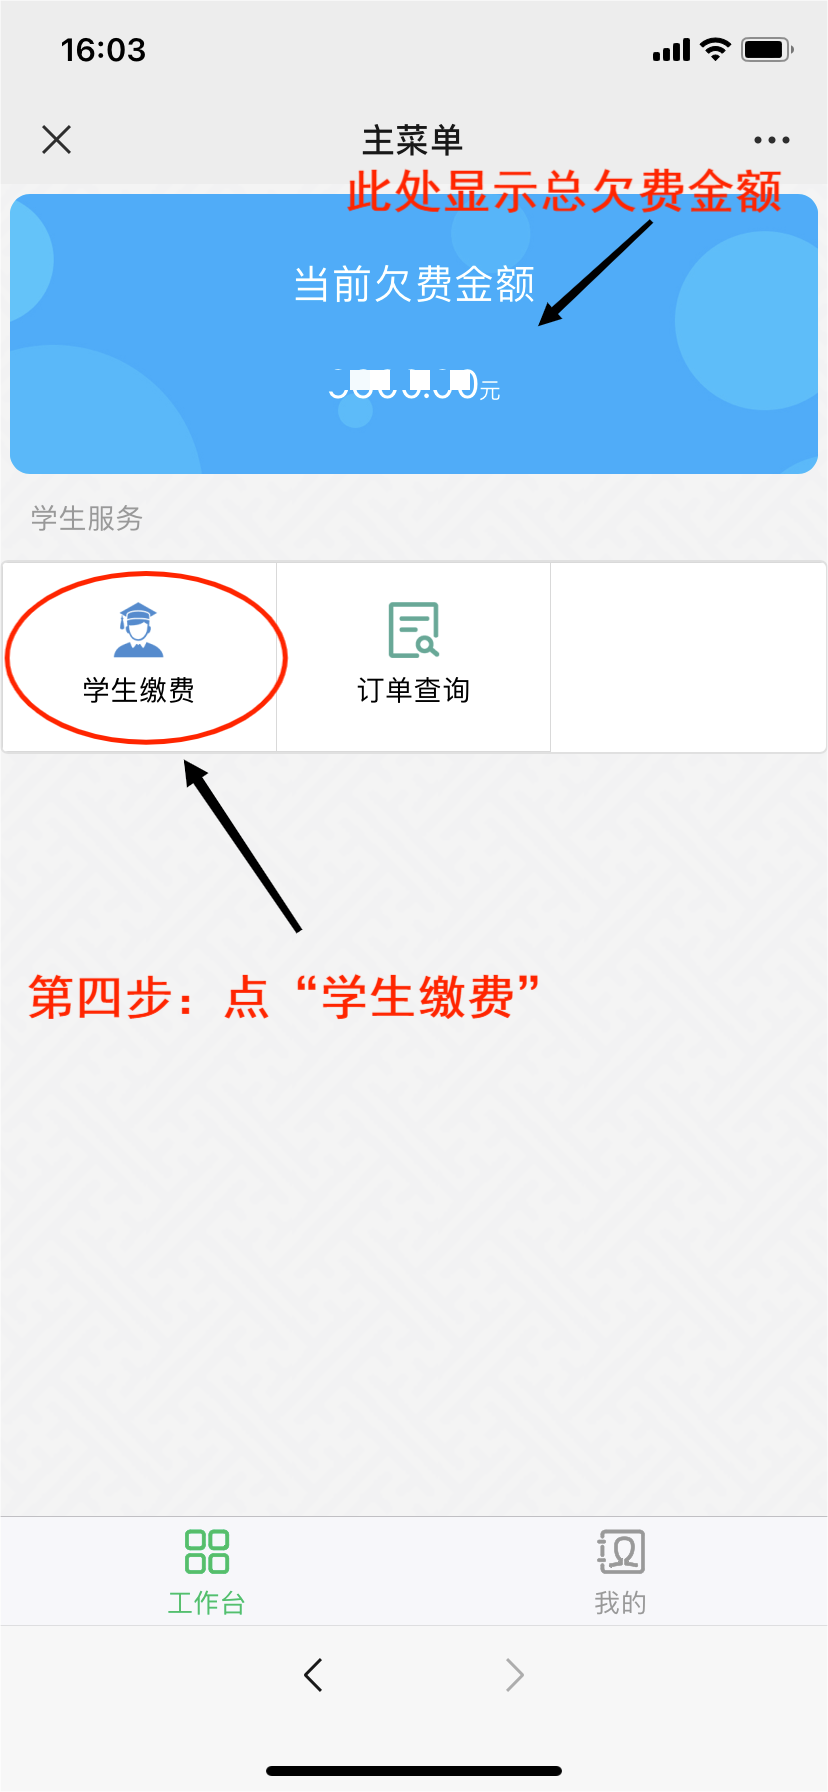 16:03
主菜单
此处显示总欠费金额
当前欠费金额
元
学生服务
学生缴费
订单查询
第四步：点“学生缴费”
工作台
我的